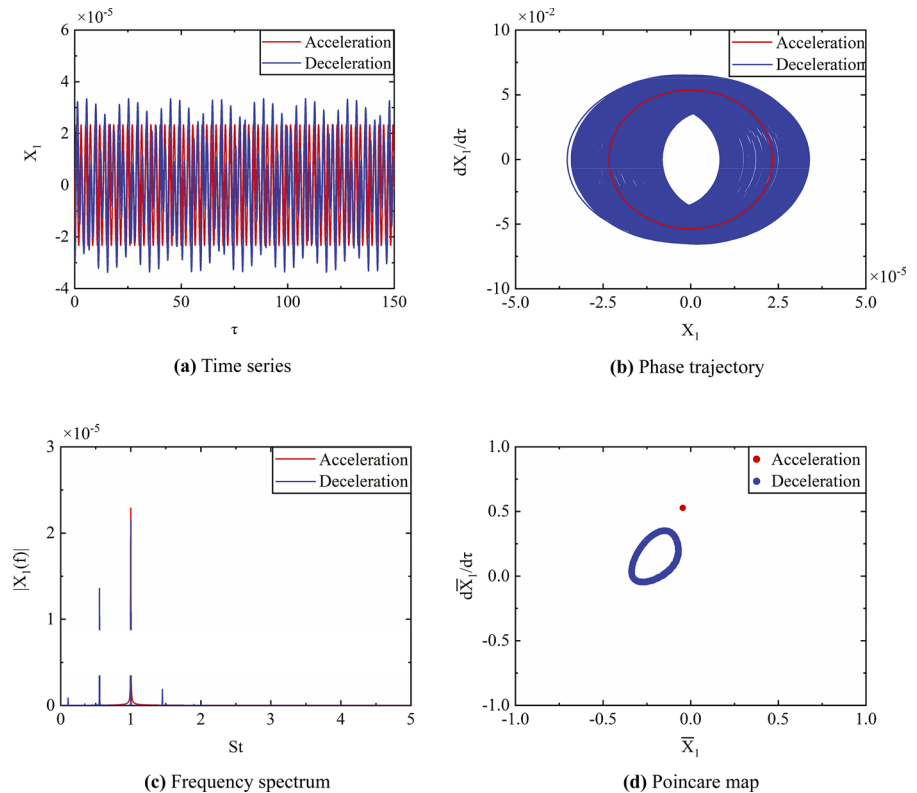 ×10⁻⁵
6
4
2
0
-2
-4
X₁
Acceleration
Deceleration
0
50
100
150
τ
(a) Time series
×10⁻²
10
5
0
-5
-10
dX₁/dτ
Acceleration
Deceleration
×10⁻⁵
-5.0
-2.5
0.0
2.5
5.0
X₁
(b) Phase trajectory
×10⁻⁵
3
2
1
0
|X₁(f)|
Acceleration
Deceleration
0
1
2
3
4
5
St
(c) Frequency spectrum
1.0
0.5
0.0
-0.5
-1.0
dX̅₁/dτ
Acceleration
Deceleration
-1.0
-0.5
0.0
0.5
1.0
X̅₁
(d) Poincare map